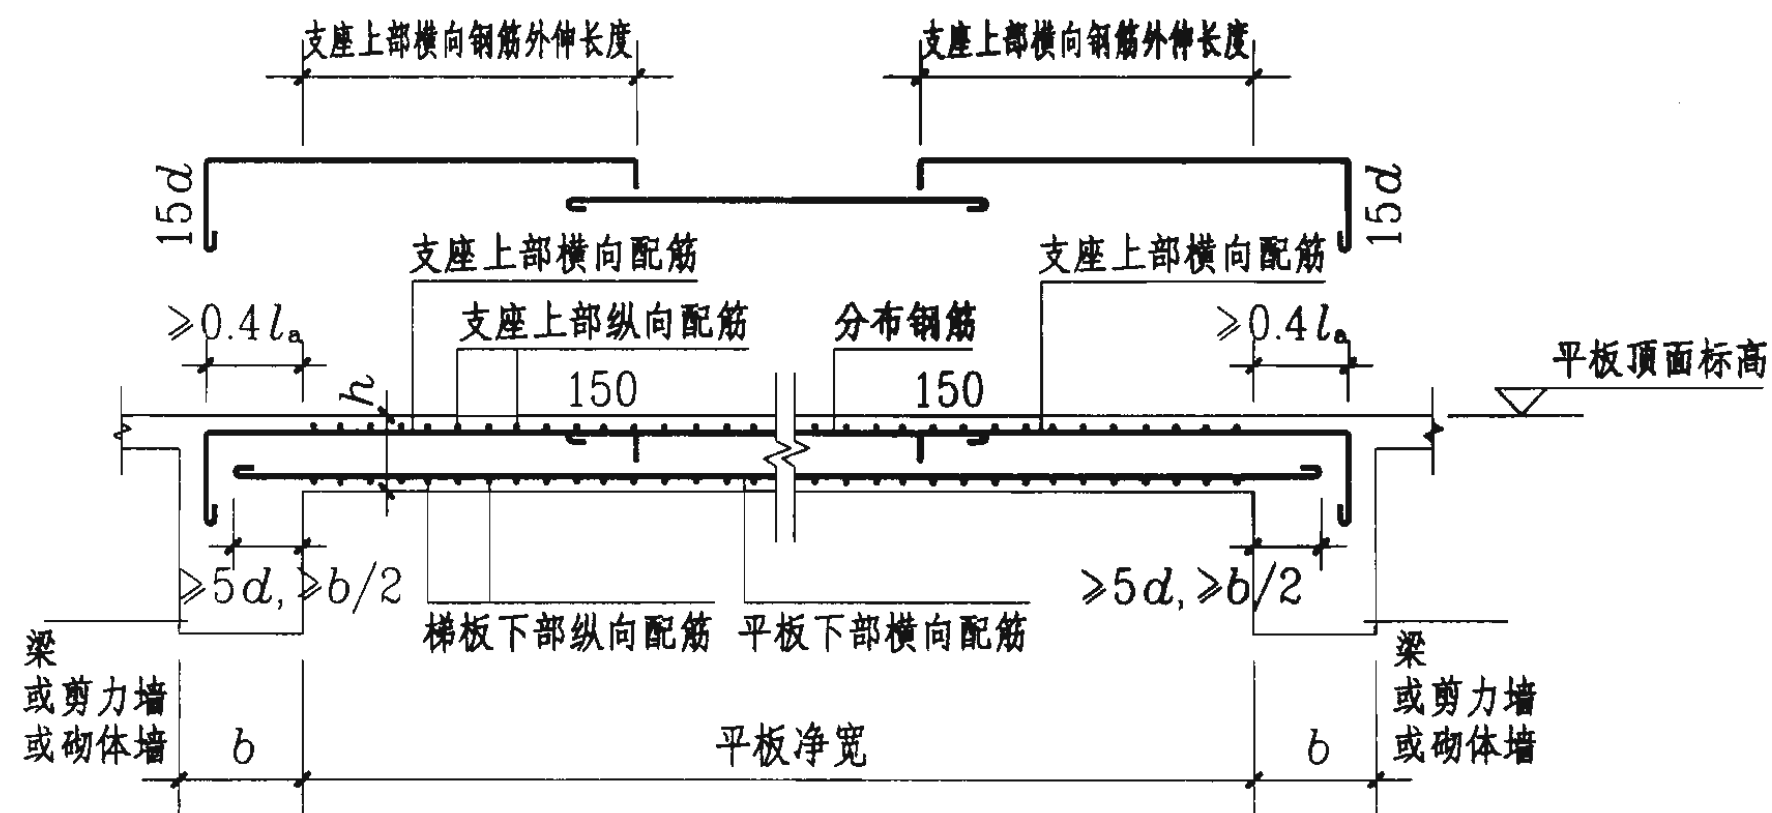 支座上部横向钢筋外伸长度
支座上部横向钢筋外伸长度
15d
15d
支座上部横向配筋
支座上部横向配筋
≥0.4lₐ
支座上部纵向配筋
分布钢筋
≥0.4lₐ
平板顶面标高
h
150
150
≥5d, ≥b/2
≥5d, ≥b/2
梯板下部纵向配筋
平板下部横向配筋
梁
或剪力墙
或砌体墙
梁
或剪力墙
或砌体墙
b
平板净宽
b